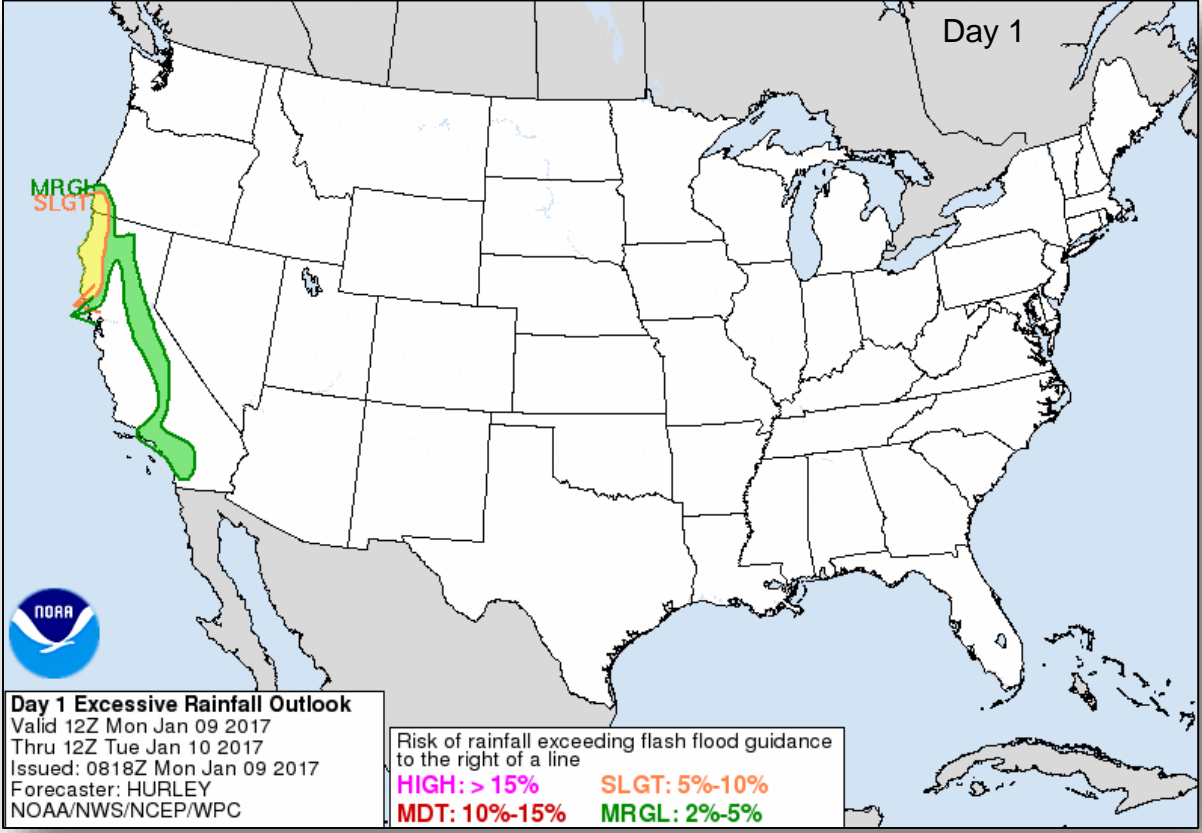 Day 1
MRGL
SLGT
NOAA
Day 1 Excessive Rainfall Outlook
Valid 12Z Mon Jan 09 2017
Thru 12Z Tue Jan 10 2017
Issued: 0818Z Mon Jan 09 2017
Forecaster: HURLEY
NOAA/NWS/NCEP/WPC
Risk of rainfall exceeding flash flood guidance
to the right of a line
HIGH: > 15% SLGT: 5%-10%
MDT: 10%-15% MRGL: 2%-5%